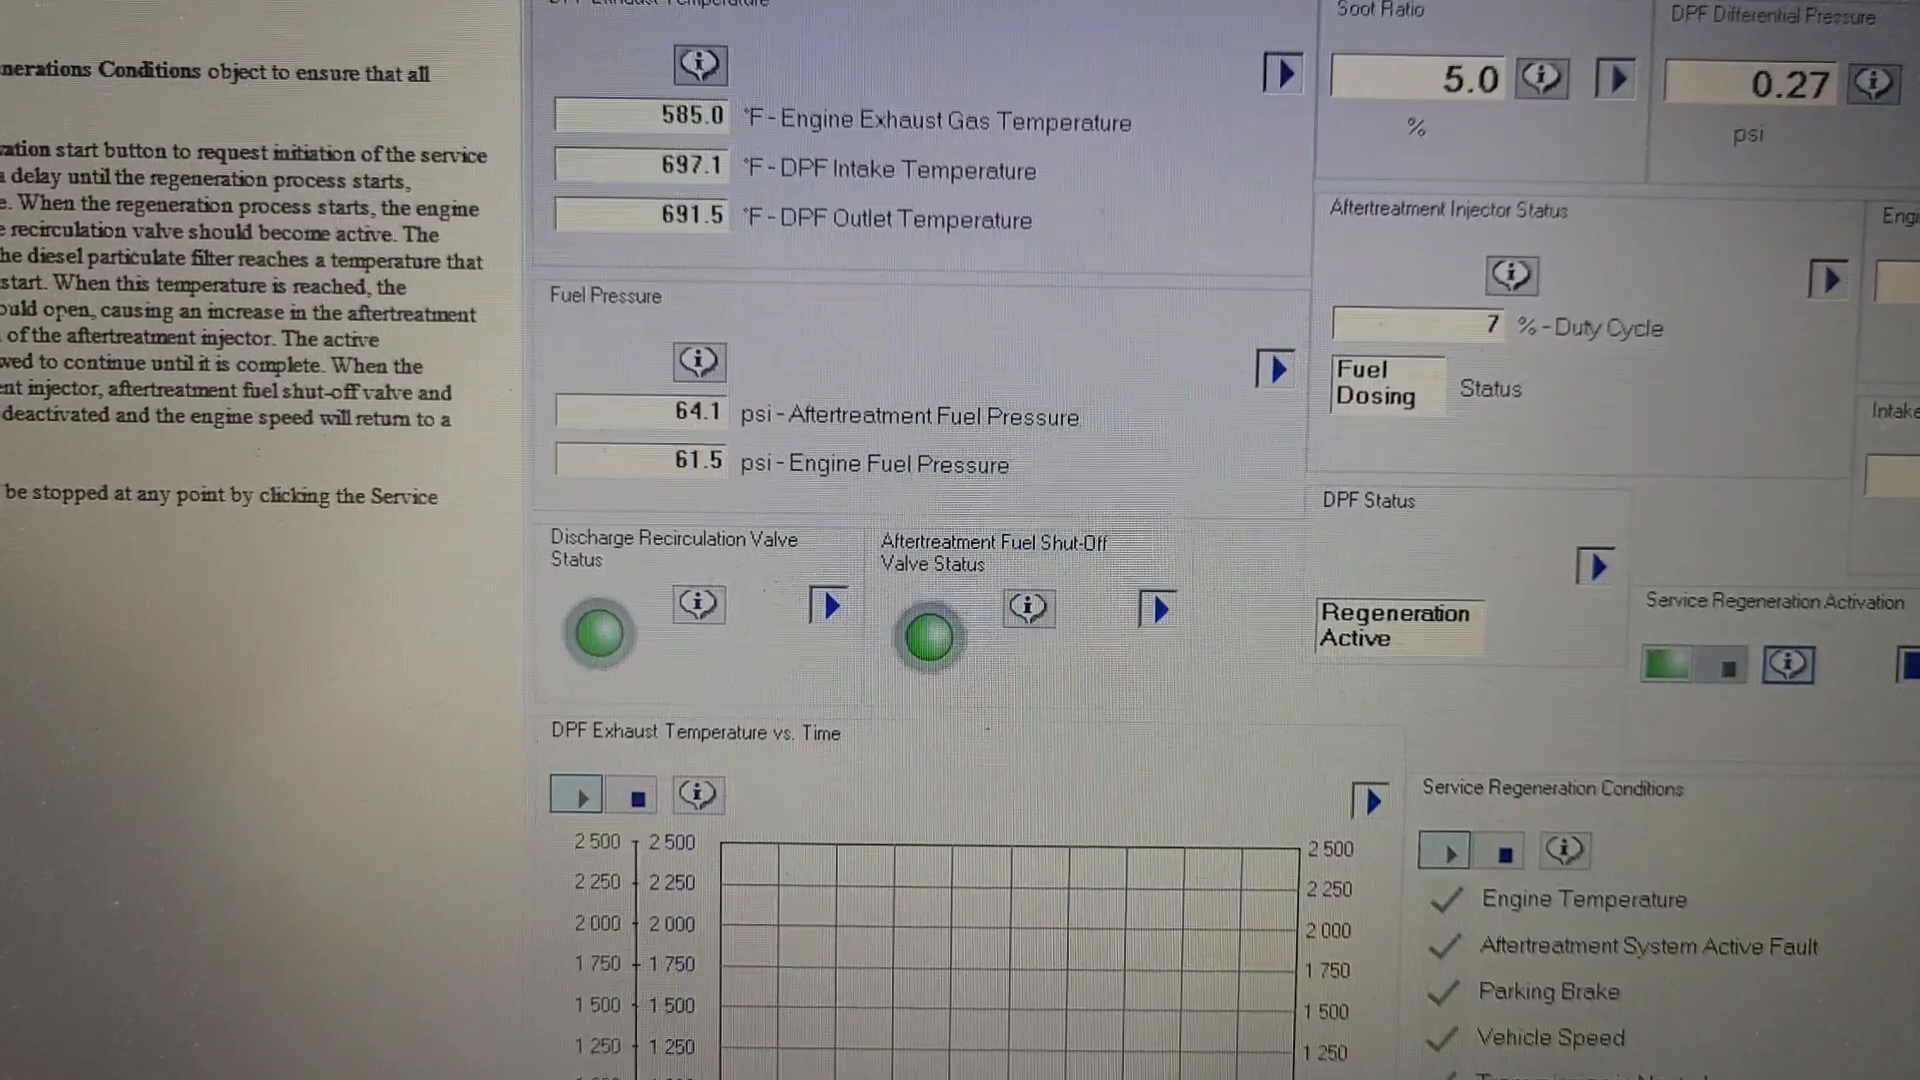 nerations Conditions object to ensure that all
ration start button to request initiation of the service
a delay until the regeneration process starts,
e. When the regeneration process starts, the engine
e recirculation valve should become active. The
he diesel particulate filter reaches a temperature that
start. When this temperature is reached, the
ould open, causing an increase in the aftertreatment
of the aftertreatment injector. The active
wed to continue until it is complete. When the
nt injector, aftertreatment fuel shut-off valve and
deactivated and the engine speed will return to a
be stopped at any point by clicking the Service
DPF Exhaust Temperature
585.0 °F - Engine Exhaust Gas Temperature
697.1 °F - DPF Intake Temperature
691.5 °F - DPF Outlet Temperature
Soot Ratio
5.0
%
DPF Differential Pressure
0.27
psi
Fuel Pressure
64.1 psi - Aftertreatment Fuel Pressure
61.5 psi - Engine Fuel Pressure
Aftertreatment Injector Status
7 % - Duty Cycle
Fuel
Dosing
Status
Engi
Intake
Discharge Recirculation Valve
Status
Aftertreatment Fuel Shut-Off
Valve Status
DPF Status
Regeneration
Active
Service Regeneration Activation
DPF Exhaust Temperature vs. Time
2 500 2 500 2 500
2 250 2 250 2 250
2 000 2 000 2 000
1 750 1 750 1 750
1 500 1 500 1 500
1 250 1 250 1 250
Service Regeneration Conditions
Engine Temperature
Aftertreatment System Active Fault
Parking Brake
Vehicle Speed